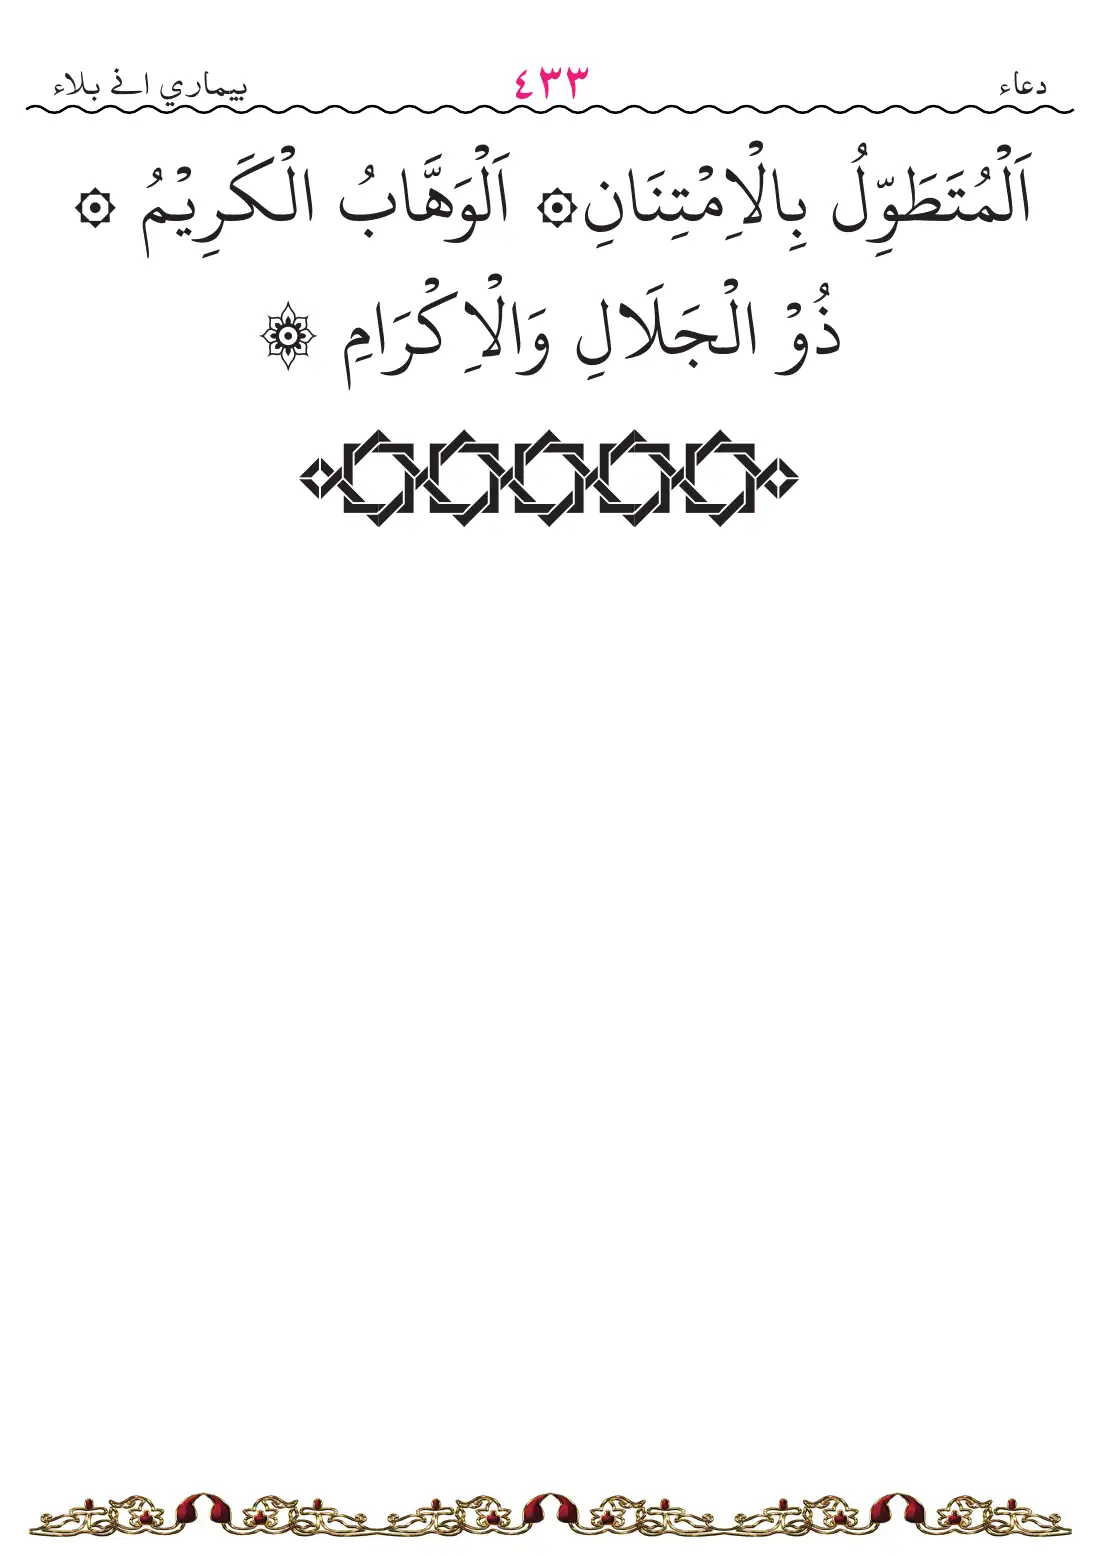 دعاء ٤٣٣ بيماري انے بلاء
اَلْمُتَطَوِّلُ بِالْاِمْتِنَانِ ۞ اَلْوَهَّابُ الْكَرِيْمُ ۞
ذُوْ الْجَلَالِ وَالْاِكْرَامِ